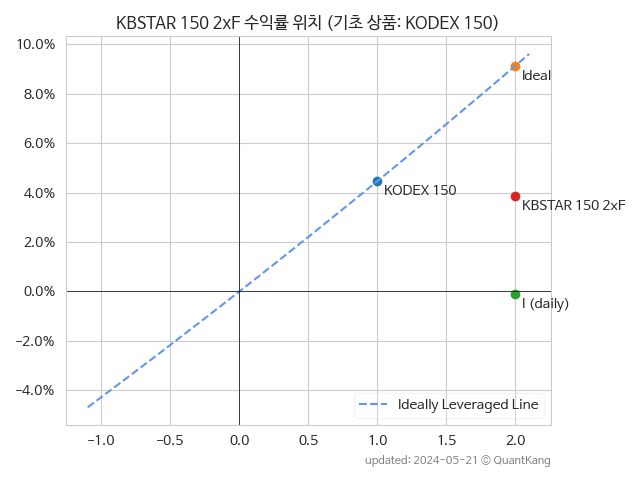 KBSTAR 150 2xF 수익률 위치 (기초 상품: KODEX 150)
10.0%
8.0%
6.0%
4.0%
2.0%
0.0%
−2.0%
−4.0%
Ideal
KODEX 150
KBSTAR 150 2xF
I (daily)
Ideally Leveraged Line
−1.0
−0.5
0.0
0.5
1.0
1.5
2.0
updated: 2024-05-21 © QuantKang